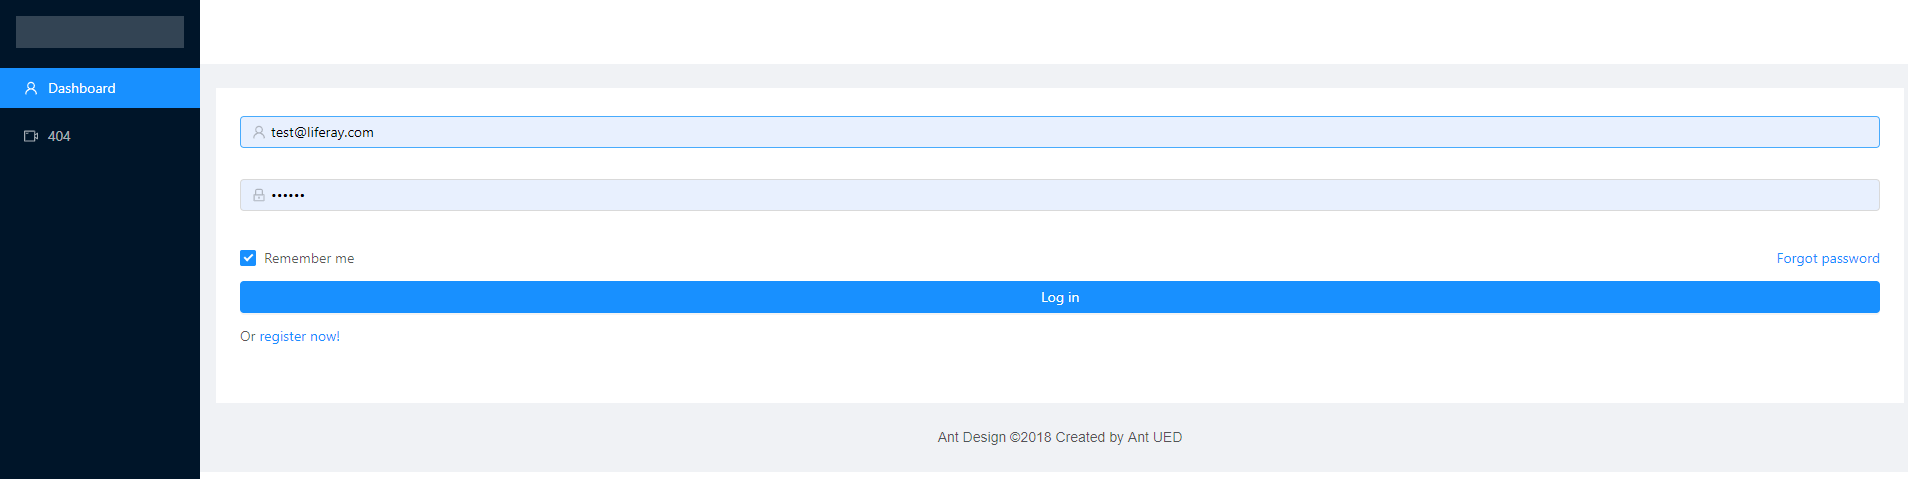 Dashboard
404
test@liferay.com
••••••
Remember me
Forgot password
Log in
Or register now!
Ant Design ©2018 Created by Ant UED